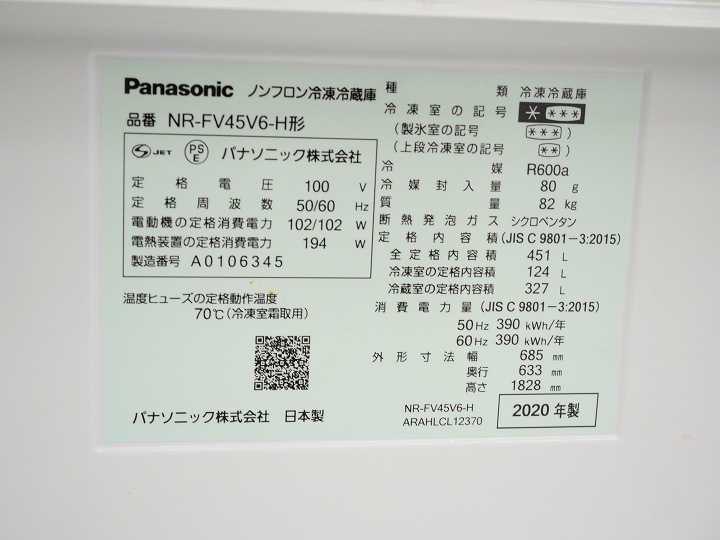 Panasonic ノンフロン冷凍冷蔵庫
品番 NR-FV45V6-H形
S JET PSE パナソニック株式会社
定格電圧 100 V
定格周波数 50/60 Hz
電動機の定格消費電力 102/102 W
電熱装置の定格消費電力 194 W
製造番号 A0106345
温度ヒューズの定格動作温度
70℃(冷凍室霜取用)
パナソニック株式会社 日本製
種類 冷凍冷蔵庫
冷凍室の記号 * ***
(製氷室の記号 (***)
(上段冷凍室の記号 (**)
冷媒 R600a
冷媒封入量 80 g
質量 82 kg
断熱発泡ガス シクロペンタン
定格内容積 (JIS C 9801-3:2015)
全定格内容積 451 L
冷凍室の定格内容積 124 L
冷蔵室の定格内容積 327 L
消費電力量 (JIS C 9801-3:2015)
50 Hz 390 kWh/年
60 Hz 390 kWh/年
外形寸法 幅 685 mm
奥行 633 mm
高さ 1828 mm
NR-FV45V6-H
ARAHLCL12370
2020 年製